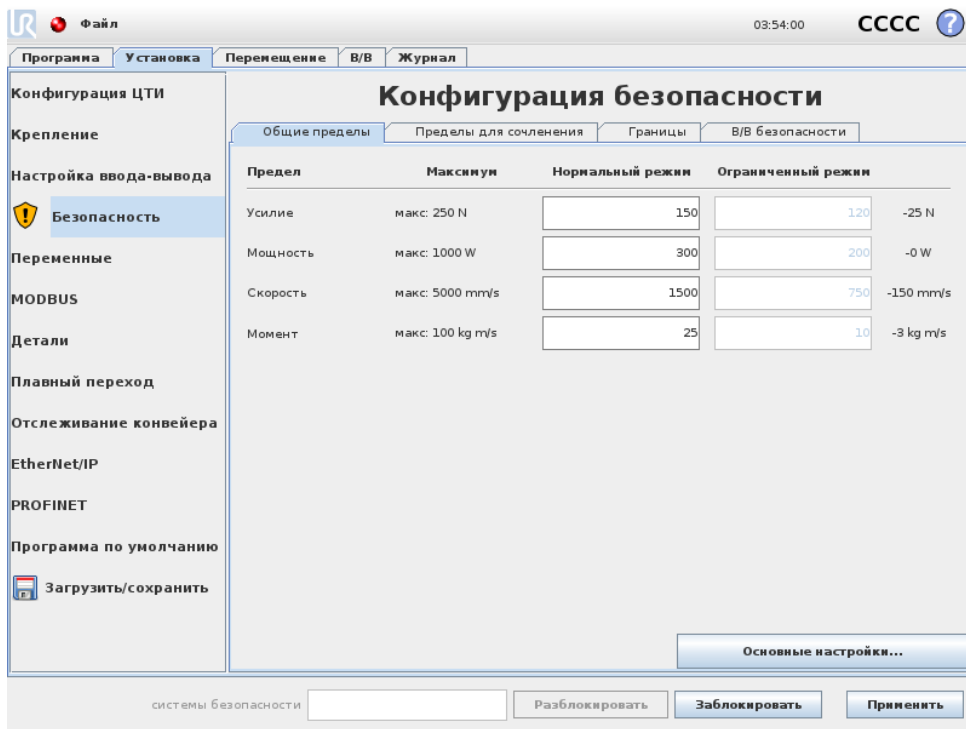 UR Файл 03:54:00 CCCC ?
Программа Установка Перемещение В/В Журнал
Конфигурация ЦТИ
Крепление
Настройка ввода-вывода
Безопасность
Переменные
MODBUS
Детали
Плавный переход
Отслеживание конвейера
EtherNet/IP
PROFINET
Программа по умолчанию
Загрузить/сохранить
Конфигурация безопасности
Общие пределы Пределы для сочленения Границы В/В безопасности
Предел Максимум Нормальный режим Ограниченный режим
Усилие макс: 250 N 150 120 -25 N
Мощность макс: 1000 W 300 200 -0 W
Скорость макс: 5000 mm/s 1500 750 -150 mm/s
Момент макс: 100 kg m/s 25 10 -3 kg m/s
Основные настройки...
системы безопасности Разблокировать Заблокировать Применить